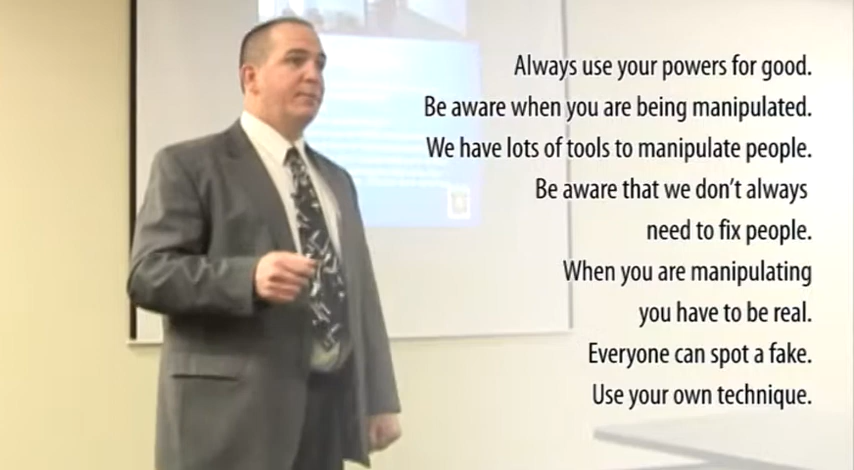 Always use your powers for good.
Be aware when you are being manipulated.
We have lots of tools to manipulate people.
Be aware that we don't always
need to fix people.
When you are manipulating
you have to be real.
Everyone can spot a fake.
Use your own technique.